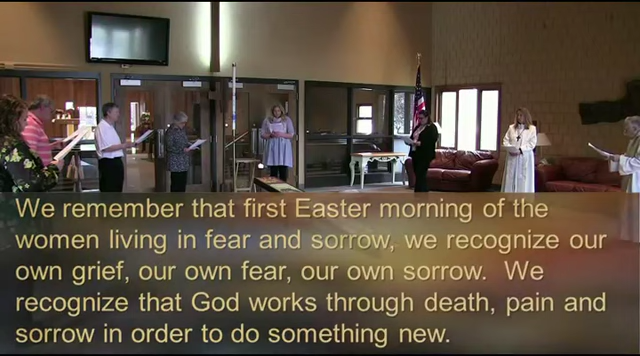 We remember that first Easter morning of the
women living in fear and sorrow, we recognize our
own grief, our own fear, our own sorrow.  We
recognize that God works through death, pain and
sorrow in order to do something new.